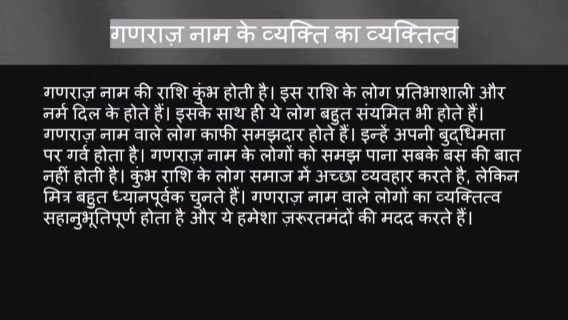 गणराज़ नाम के व्यक्ति का व्यक्तित्व
गणराज़ नाम की राशि कुंभ होती है। इस राशि के लोग प्रतिभाशाली और
नर्म दिल के होते हैं। इसके साथ ही ये लोग बहुत संयमित भी होते हैं।
गणराज़ नाम वाले लोग काफी समझदार होते हैं। इन्हें अपनी बुद्धिमत्ता
पर गर्व होता है। गणराज़ नाम के लोगों को समझ पाना सबके बस की बात
नहीं होती है। कुंभ राशि के लोग समाज में अच्छा व्यवहार करते है, लेकिन
मित्र बहुत ध्यानपूर्वक चुनते हैं। गणराज़ नाम वाले लोगों का व्यक्तित्व
सहानुभूतिपूर्ण होता है और ये हमेशा ज़रूरतमंदों की मदद करते हैं।